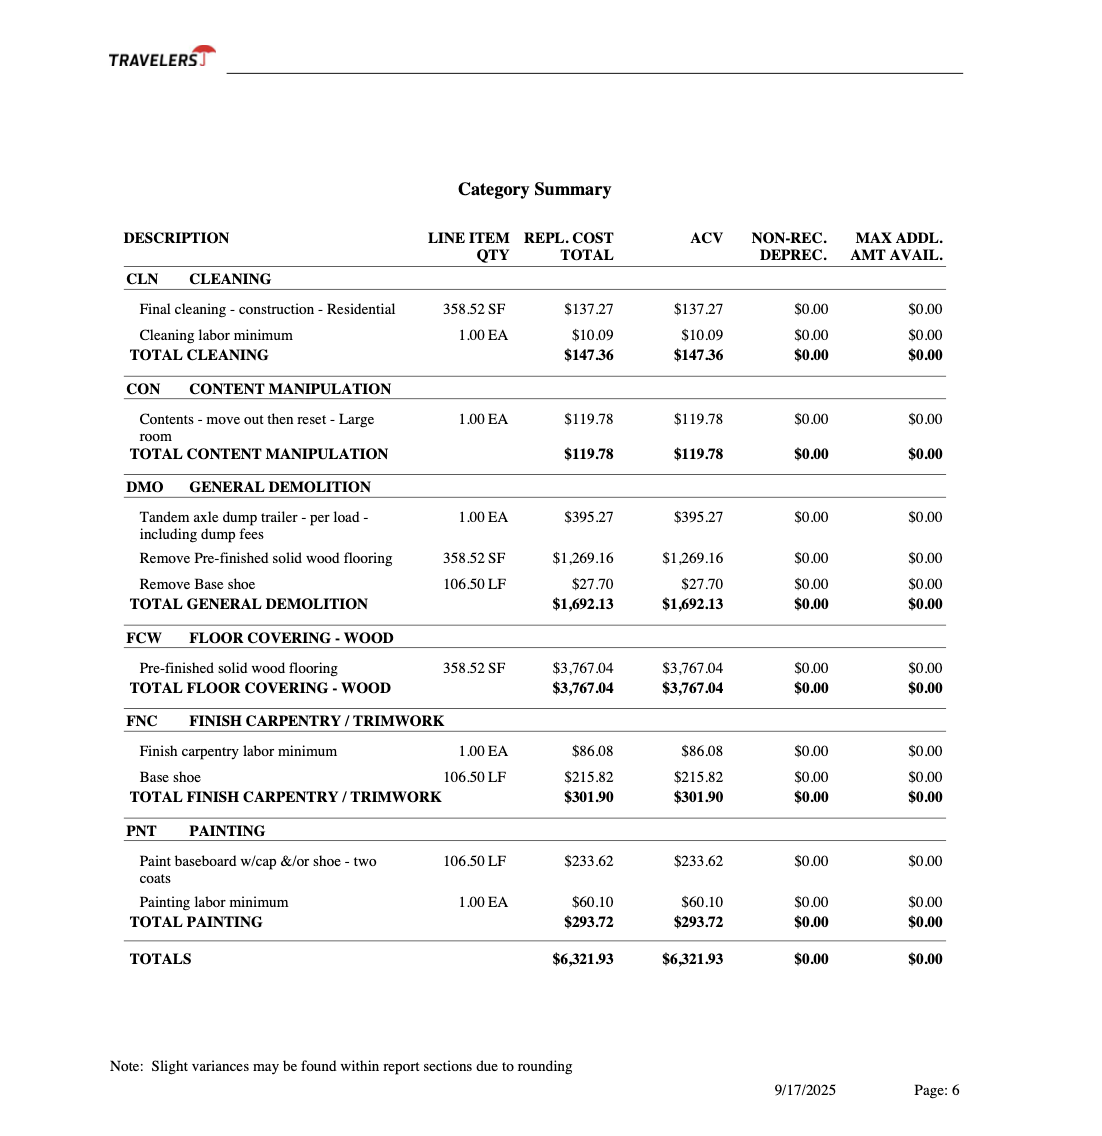 TRAVELERS
Category Summary
DESCRIPTION LINE ITEM QTY REPL. COST TOTAL ACV NON-REC. DEPREC. MAX ADDL. AMT AVAIL.
CLN CLEANING
Final cleaning - construction - Residential 358.52 SF $137.27 $137.27 $0.00 $0.00
Cleaning labor minimum 1.00 EA $10.09 $10.09 $0.00 $0.00
TOTAL CLEANING $147.36 $147.36 $0.00 $0.00
CON CONTENT MANIPULATION
Contents - move out then reset - Large 1.00 EA $119.78 $119.78 $0.00 $0.00
room
TOTAL CONTENT MANIPULATION $119.78 $119.78 $0.00 $0.00
DMO GENERAL DEMOLITION
Tandem axle dump trailer - per load - 1.00 EA $395.27 $395.27 $0.00 $0.00
including dump fees
Remove Pre-finished solid wood flooring 358.52 SF $1,269.16 $1,269.16 $0.00 $0.00
Remove Base shoe 106.50 LF $27.70 $27.70 $0.00 $0.00
TOTAL GENERAL DEMOLITION $1,692.13 $1,692.13 $0.00 $0.00
FCW FLOOR COVERING - WOOD
Pre-finished solid wood flooring 358.52 SF $3,767.04 $3,767.04 $0.00 $0.00
TOTAL FLOOR COVERING - WOOD $3,767.04 $3,767.04 $0.00 $0.00
FNC FINISH CARPENTRY / TRIMWORK
Finish carpentry labor minimum 1.00 EA $86.08 $86.08 $0.00 $0.00
Base shoe 106.50 LF $215.82 $215.82 $0.00 $0.00
TOTAL FINISH CARPENTRY / TRIMWORK $301.90 $301.90 $0.00 $0.00
PNT PAINTING
Paint baseboard w/cap &/or shoe - two 106.50 LF $233.62 $233.62 $0.00 $0.00
coats
Painting labor minimum 1.00 EA $60.10 $60.10 $0.00 $0.00
TOTAL PAINTING $293.72 $293.72 $0.00 $0.00
TOTALS $6,321.93 $6,321.93 $0.00 $0.00
Note: Slight variances may be found within report sections due to rounding
9/17/2025 Page: 6